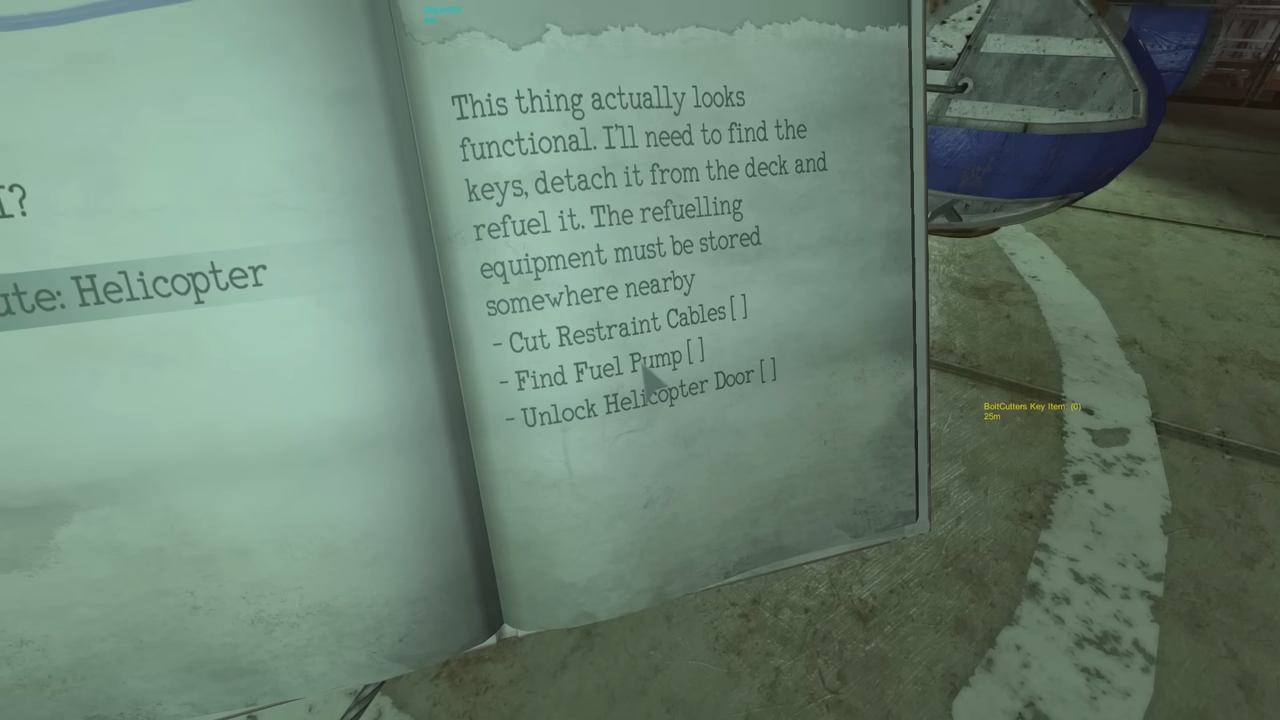 I?
ute: Helicopter
This thing actually looks
functional. I'll need to find the
keys, detach it from the deck and
refuel it. The refuelling
equipment must be stored
somewhere nearby
- Cut Restraint Cables [ ]
- Find Fuel Pump [ ]
- Unlock Helicopter Door [ ]
BoltCutters Key Item: (0)
25m